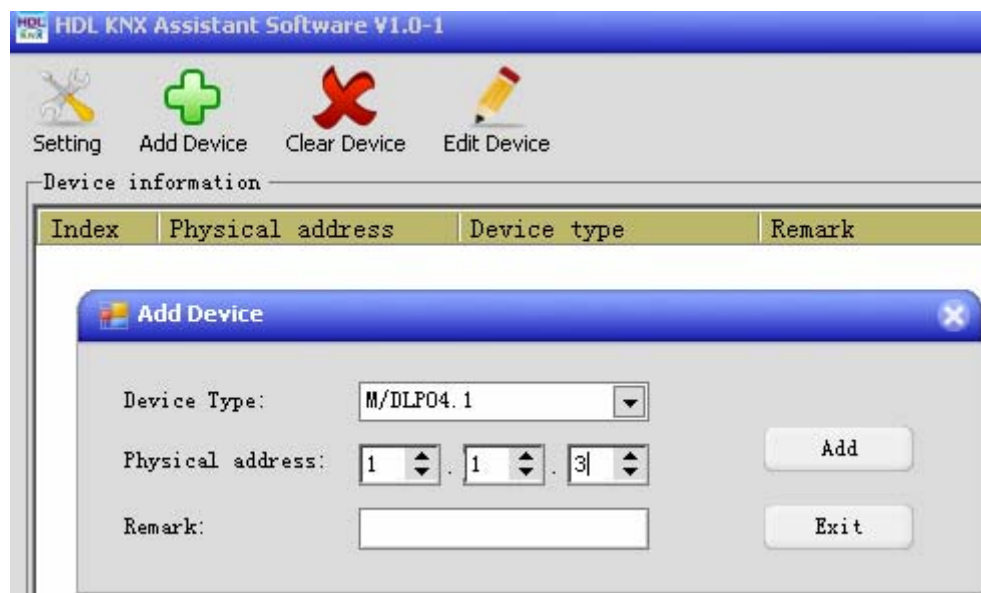 HDL KNX HDL KNX Assistant Software V1.0-1
Setting Add Device Clear Device Edit Device
Device information
Index Physical address Device type Remark
Add Device
Device Type: M/DLP04.1
Physical address: 1 . 1 . 3 Add
Remark: Exit